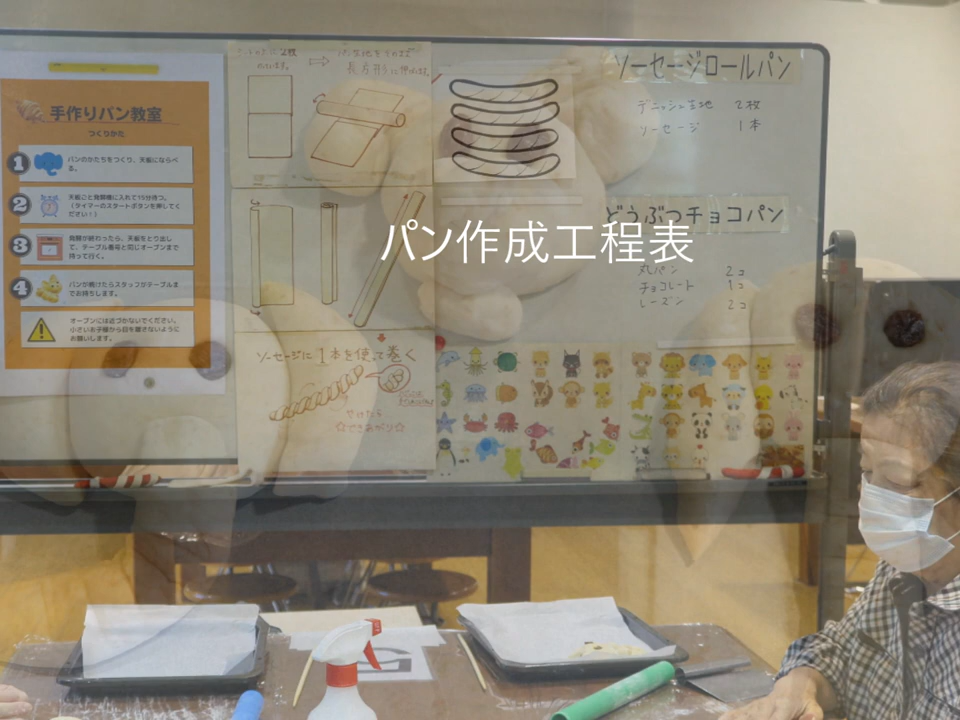 手作りパン教室
つくりかた
1
パンのかたちをつくり、天板にならべ
る。
2
天板ごと発酵機に入れて15分待つ。
（タイマーのスタートボタンを押してく
ださい！）
3
発酵が終わったら、天板をとり出し
て、テーブル番号と同じオーブンまで
持って行く。
4
パンが焼けたらスタッフがテーブルま
でお持ちします。
オーブンには近づかないでください。
小さいお子様から目を離さないように
お願いします。
2枚
長方形に伸ばします。
ソーセージに1本を使って巻く
☆できあがり☆
ソーセージロールパン
デニッシュ生地 2枚
ソーセージ 1本
どうぶつチョコパン
丸パン 2コ
チョコレート 1コ
レーズン 2コ
パン作成工程表
G